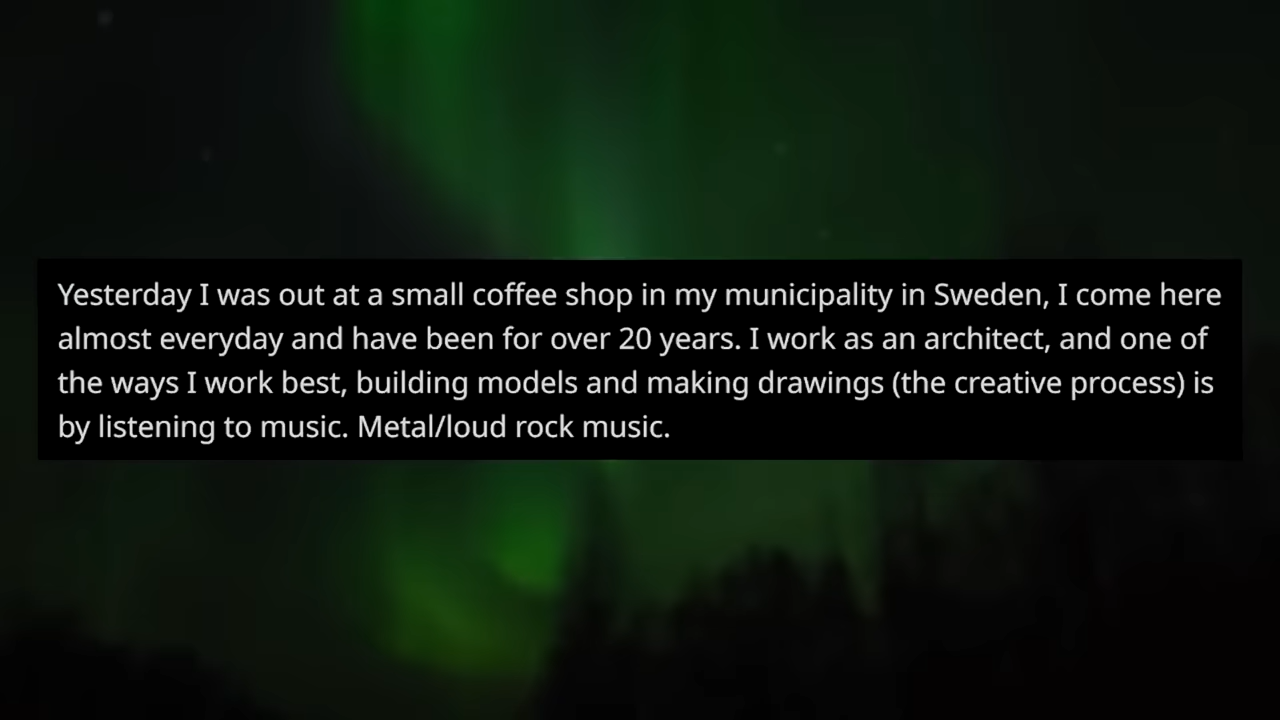 Yesterday I was out at a small coffee shop in my municipality in Sweden, I come here
almost everyday and have been for over 20 years. I work as an architect, and one of
the ways I work best, building models and making drawings (the creative process) is
by listening to music. Metal/loud rock music.